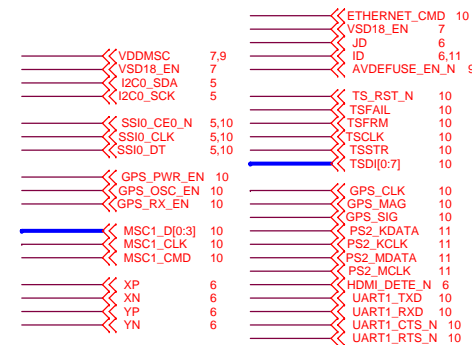 VDDMSC 7,9
VSD18_EN 7
I2C0_SDA 5
I2C0_SCK 5
SSI0_CE0_N 5,10
SSI0_CLK 5,10
SSI0_DT 5,10
GPS_PWR_EN 10
GPS_OSC_EN 10
GPS_RX_EN 10
MSC1_D[0:3] 10
MSC1_CLK 10
MSC1_CMD 10
XP 6
XN 6
YP 6
YN 6
ETHERNET_CMD 10
VSD18_EN 7
JD 6
ID 6,11
AVDEFUSE_EN_N 9
TS_RST_N 10
TSFAIL 10
TSFRM 10
TSCLK 10
TSSTR 10
TSDI[0:7] 10
GPS_CLK 10
GPS_MAG 10
GPS_SIG 10
PS2_KDATA 11
PS2_KCLK 11
PS2_MDATA 11
PS2_MCLK 11
HDMI_DETE_N 6
UART1_TXD 10
UART1_RXD 10
UART1_CTS_N 10
UART1_RTS_N 10